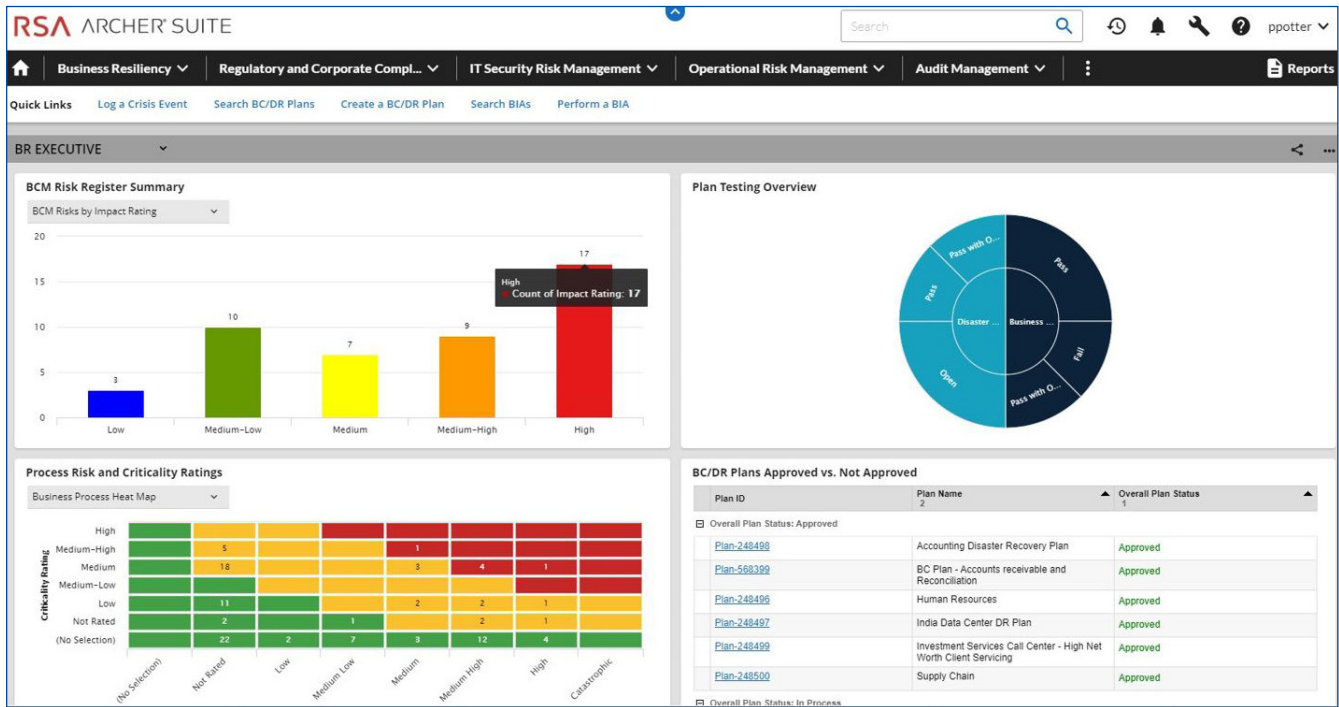 RSA ARCHER® SUITE
Search
ppotter
Business Resiliency
Regulatory and Corporate Compl...
IT Security Risk Management
Operational Risk Management
Audit Management
Reports
Quick Links
Log a Crisis Event
Search BC/DR Plans
Create a BC/DR Plan
Search BIAs
Perform a BIA
BR EXECUTIVE
BCM Risk Register Summary
BCM Risks by Impact Rating
20
15
10
5
0
3
10
7
9
17
High
Count of Impact Rating: 17
Low
Medium-Low
Medium
Medium-High
High
Plan Testing Overview
Pass with O...
Pass
Pass
Disaster ...
Business ...
Open
Fail
Pass with O...
Process Risk and Criticality Ratings
Business Process Heat Map
Criticality Rating
High
Medium-High 5 1
Medium 18 3 4 1
Medium-Low
Low 11 2 2 1
Not Rated 2 1 2 1
(No Selection) 22 2 7 3 12 4
(No Selection)
Not Rated
Low
Medium Low
Medium
Medium High
High
Catastrophic
BC/DR Plans Approved vs. Not Approved
Plan ID
Plan Name
2
Overall Plan Status
1
Overall Plan Status: Approved
Plan-248498 Accounting Disaster Recovery Plan Approved
Plan-568399 BC Plan - Accounts receivable and Approved
Reconciliation
Plan-248496 Human Resources Approved
Plan-248497 India Data Center DR Plan Approved
Plan-248499 Investment Services Call Center - High Net Approved
Worth Client Servicing
Plan-248500 Supply Chain Approved
Overall Plan Status: In Process